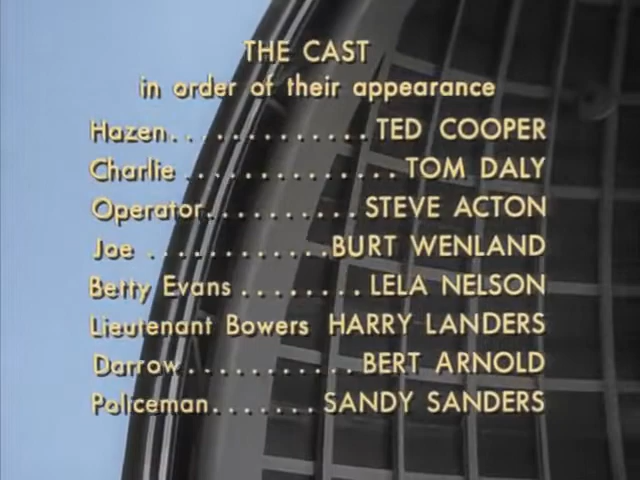 THE CAST
in order of their appearance
Hazen.............TED COOPER
Charlie..............TOM DALY
Operator..........STEVE ACTON
Joe ............BURT WENLAND
Betty Evans ........LELA NELSON
Lieutenant Bowers HARRY LANDERS
Darrow...........BERT ARNOLD
Policeman.......SANDY SANDERS